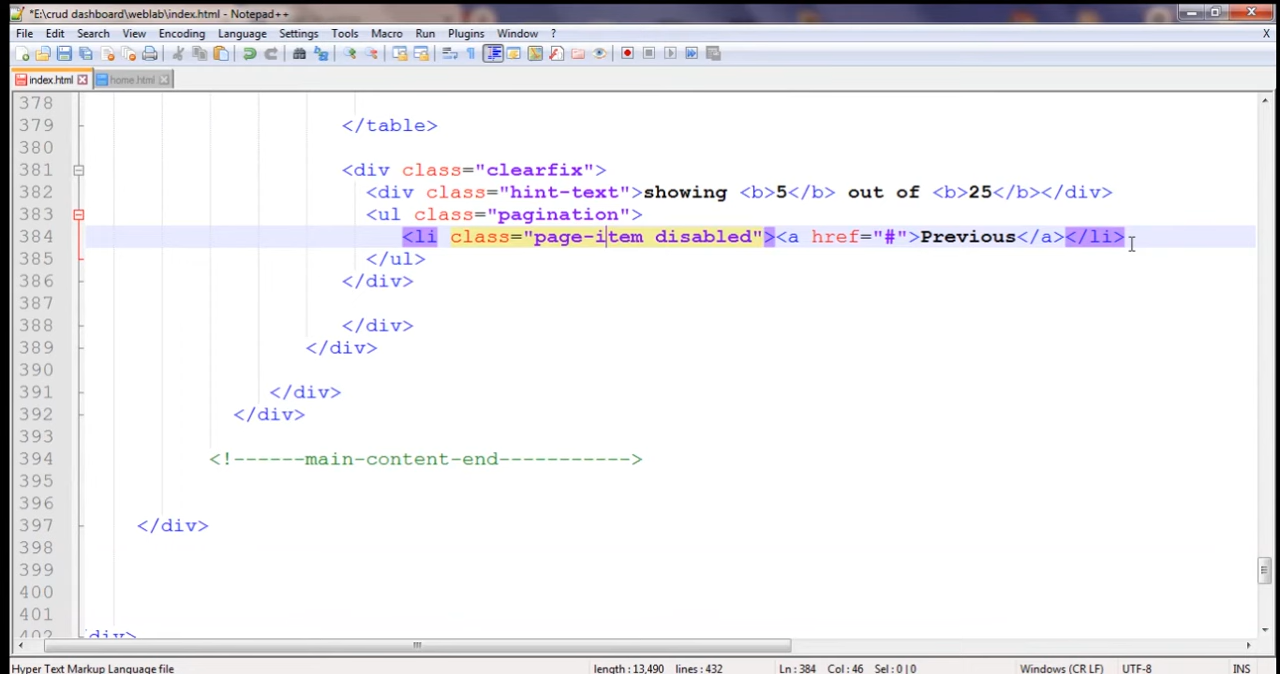 *E:\crud dashboard\weblab\index.html - Notepad++
File Edit Search View Encoding Language Settings Tools Macro Run Plugins Window ? X
index.html home.html
378
379 </table>
380
381 <div class="clearfix">
382 <div class="hint-text">showing <b>5</b> out of <b>25</b></div>
383 <ul class="pagination">
384 <li class="page-item disabled"><a href="#">Previous</a></li>
385 </ul>
386 </div>
387
388 </div>
389 </div>
390
391 </div>
392 </div>
393
394 <!------main-content-end----------->
395
396
397 </div>
398
399
400
401
402 div>
Hyper Text Markup Language file length : 13,490 lines : 432 Ln : 384 Col : 46 Sel : 0 | 0 Windows (CR LF) UTF-8 INS